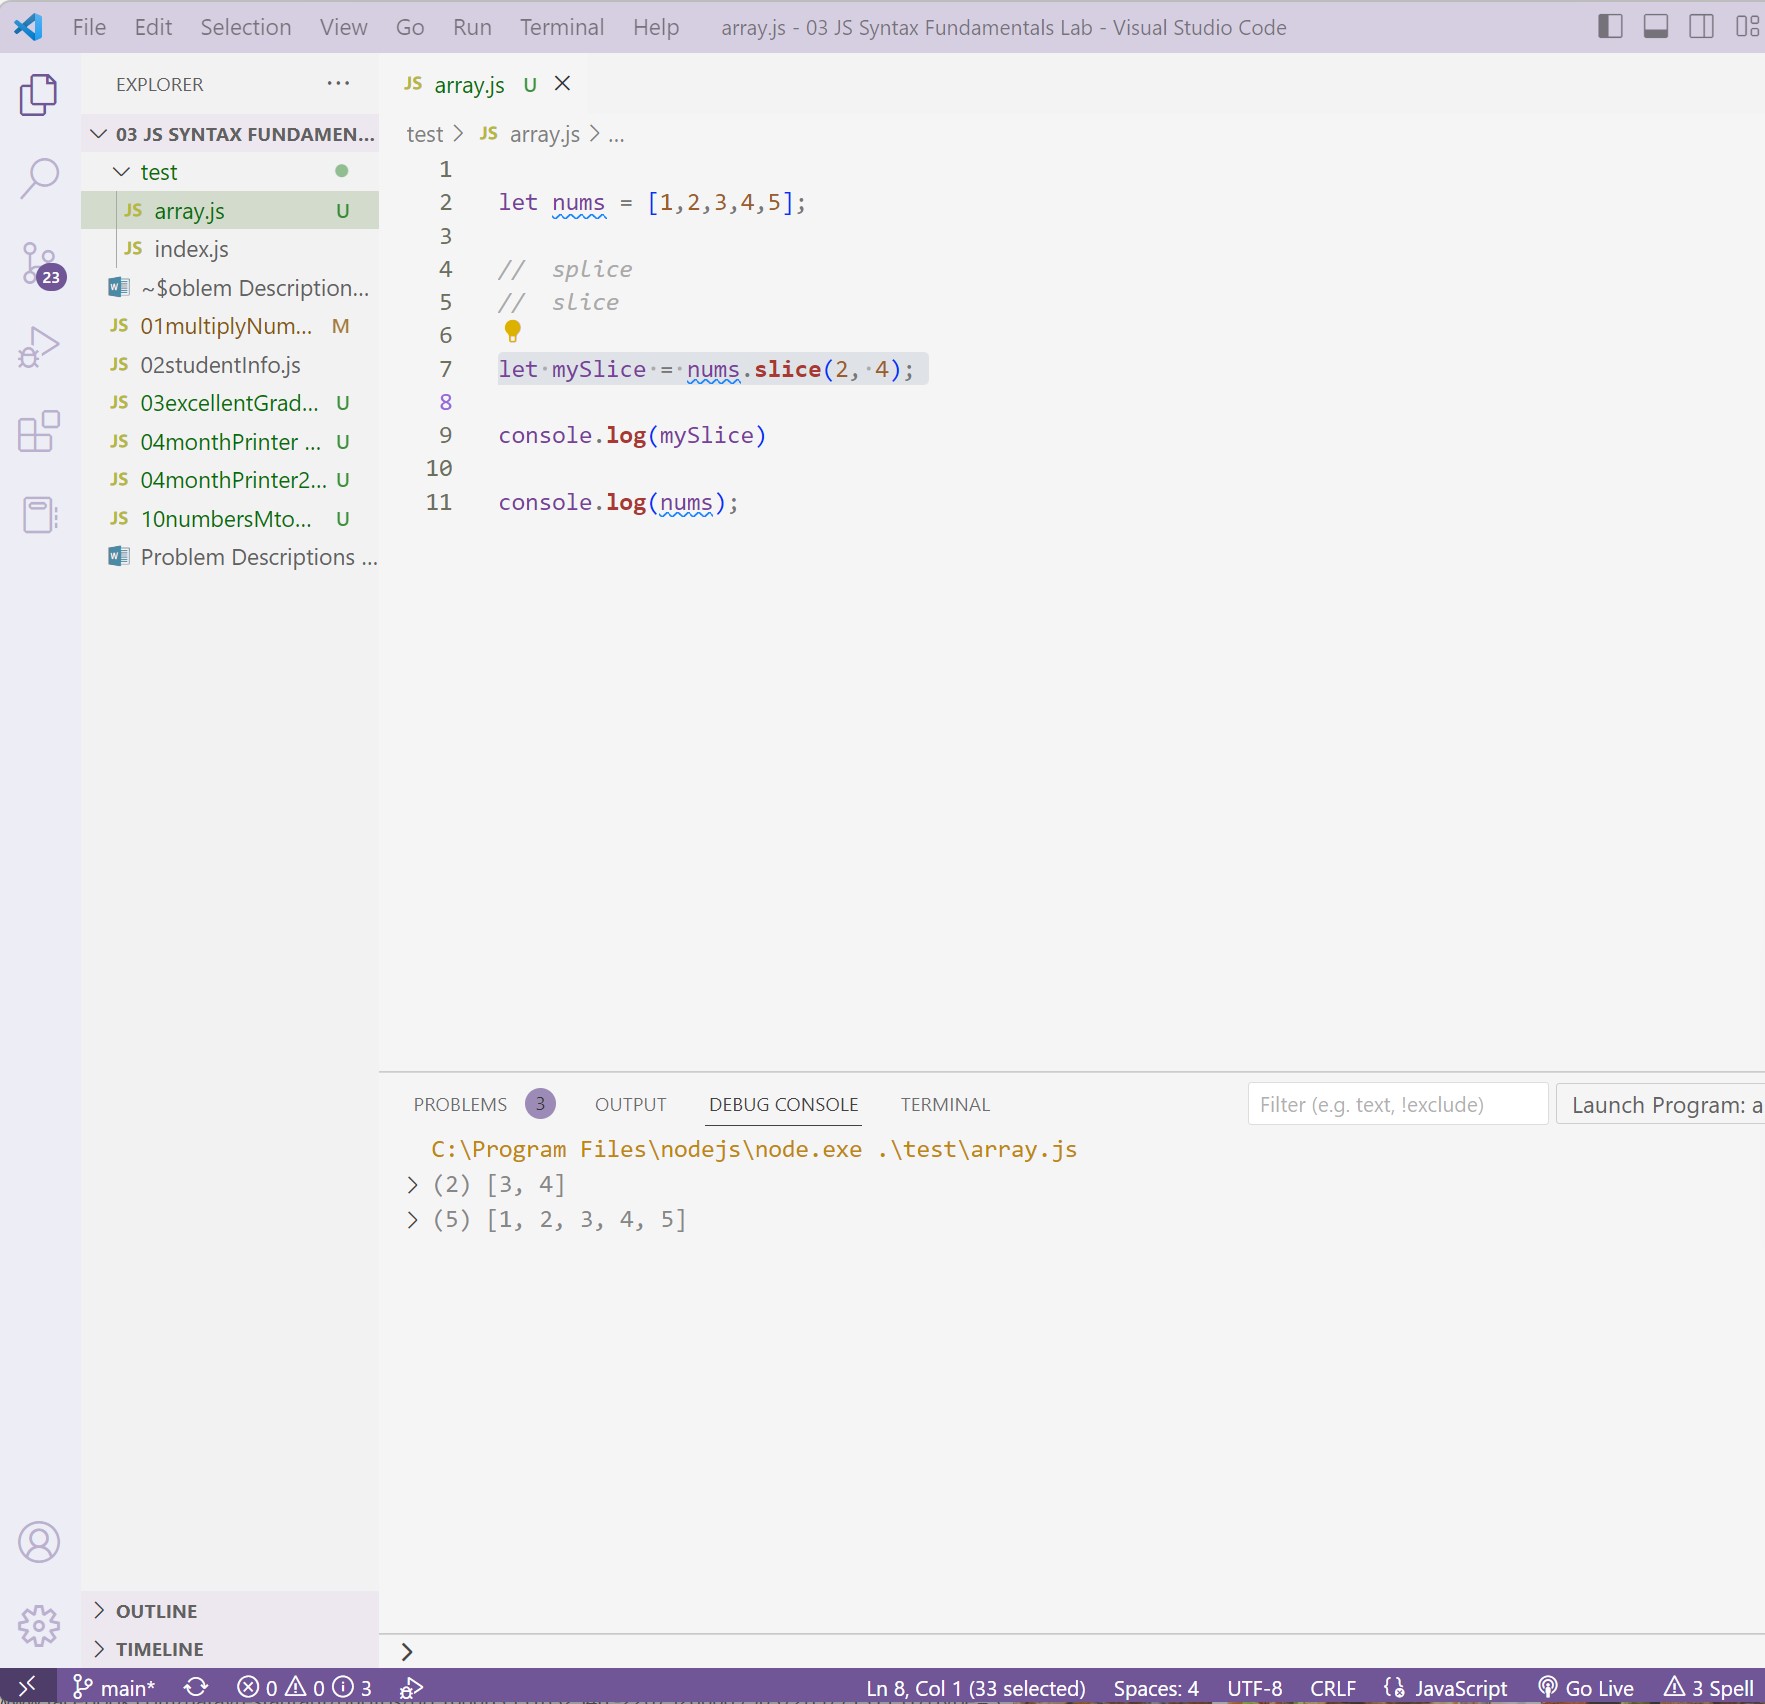 File Edit Selection View Go Run Terminal Help array.js - 03 JS Syntax Fundamentals Lab - Visual Studio Code
EXPLORER ···
03 JS SYNTAX FUNDAMEN...
test
JS array.js U
JS index.js
~$oblem Description...
JS 01multiplyNum... M
JS 02studentInfo.js
JS 03excellentGrad... U
JS 04monthPrinter ... U
JS 04monthPrinter2... U
JS 10numbersMto... U
Problem Descriptions ...
23
OUTLINE
TIMELINE
JS array.js U
test > JS array.js > ...
1
2 let nums = [1,2,3,4,5];
3
4 // splice
5 // slice
6
7 let mySlice = nums.slice(2, 4);
8
9 console.log(mySlice)
10
11 console.log(nums);
PROBLEMS 3 OUTPUT DEBUG CONSOLE TERMINAL Filter (e.g. text, !exclude) Launch Program: a
C:\Program Files\nodejs\node.exe .\test\array.js
> (2) [3, 4]
> (5) [1, 2, 3, 4, 5]
>
main* 0 0 3 Ln 8, Col 1 (33 selected) Spaces: 4 UTF-8 CRLF JavaScript Go Live 3 Spell